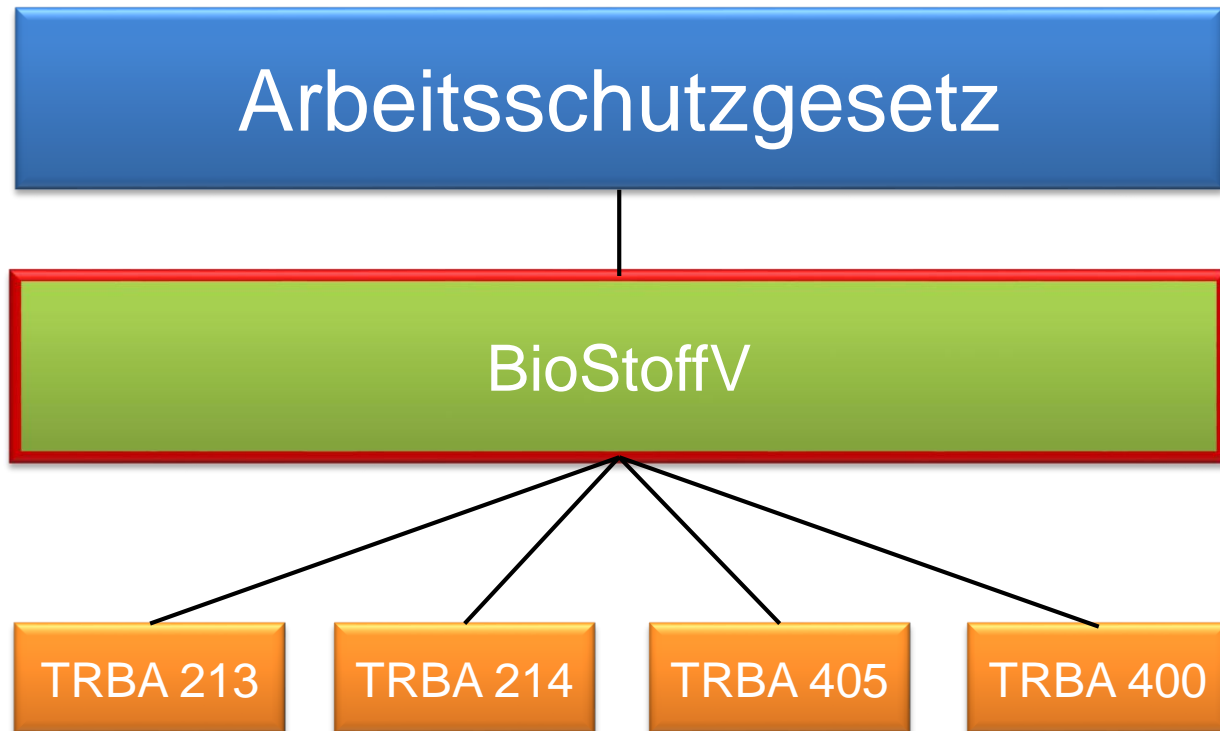 Arbeitsschutzgesetz
BioStoffV
TRBA 213
TRBA 214
TRBA 405
TRBA 400